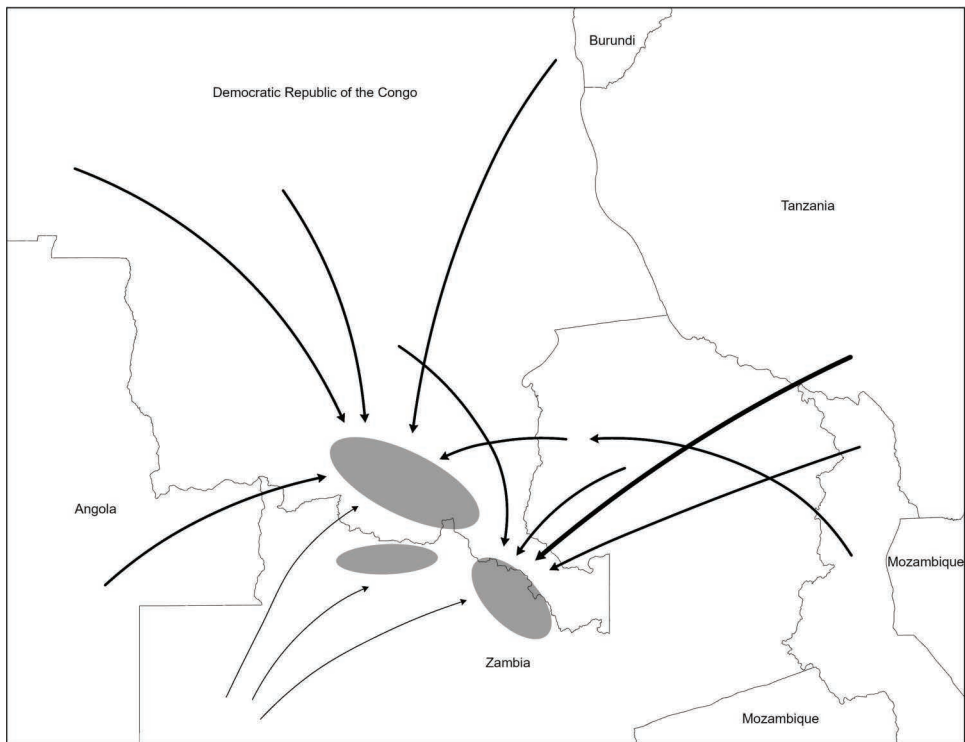 Burundi
Democratic Republic of the Congo
Tanzania
Angola
Mozambique
Zambia
Mozambique